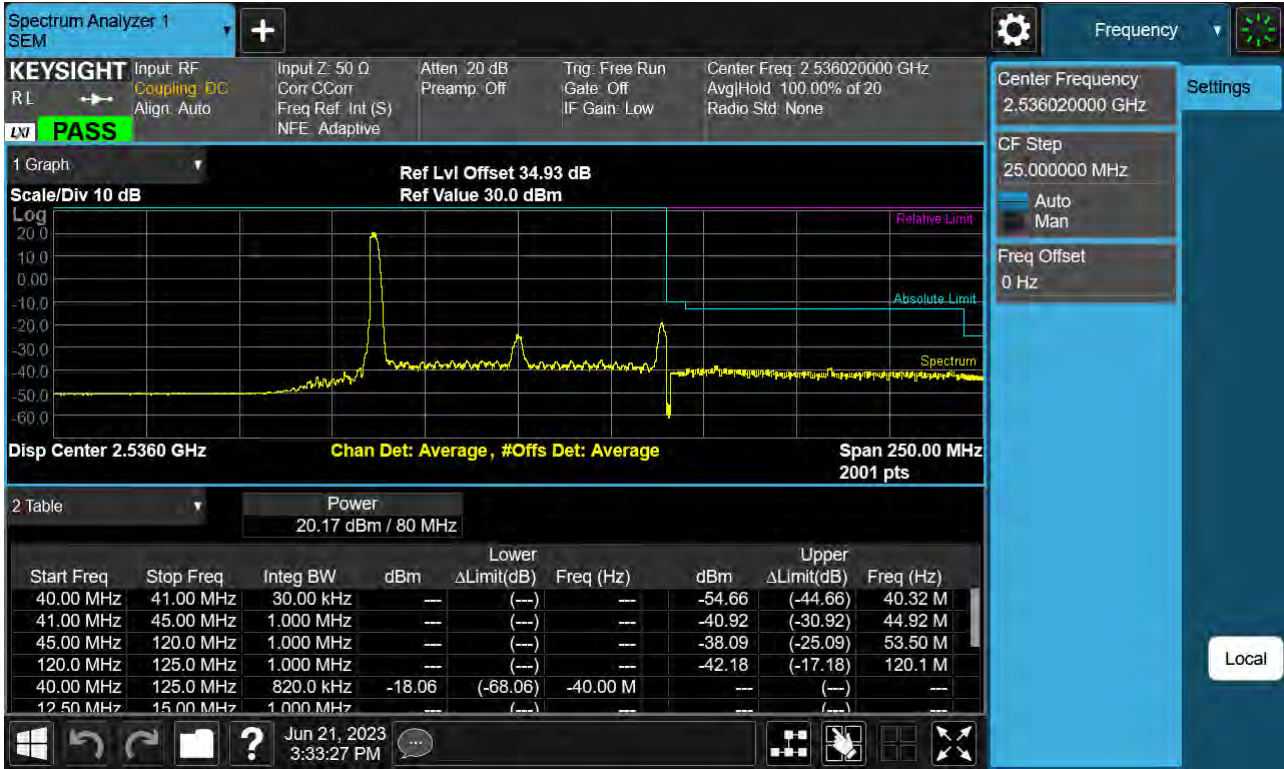 Spectrum Analyzer 1
SEM
Frequency
KEYSIGHT
R L
LXI
PASS
Input: RF
Coupling: DC
Align: Auto
Input Z: 50 Ω
Corr CCorr
Freq Ref: Int (S)
NFE: Adaptive
Atten: 20 dB
Preamp: Off
Trig: Free Run
Gate: Off
IF Gain: Low
Center Freq: 2.536020000 GHz
Avg|Hold: 100.00% of 20
Radio Std: None
Center Frequency
2.536020000 GHz
Settings
CF Step
25.000000 MHz
Auto
Man
Freq Offset
0 Hz
Local
1 Graph
Scale/Div 10 dB
Ref Lvl Offset 34.93 dB
Ref Value 30.0 dBm
Log
20.0
10.0
0.00
-10.0
-20.0
-30.0
-40.0
-50.0
-60.0
Relative Limit
Absolute Limit
Spectrum
Disp Center 2.5360 GHz
Chan Det: Average, #Offs Det: Average
Span 250.00 MHz
2001 pts
2 Table
Power
20.17 dBm / 80 MHz
Lower Upper
Start Freq Stop Freq Integ BW dBm ΔLimit(dB) Freq (Hz) dBm ΔLimit(dB) Freq (Hz)
40.00 MHz 41.00 MHz 30.00 kHz --- (---) --- -54.66 (-44.66) 40.32 M
41.00 MHz 45.00 MHz 1.000 MHz --- (---) --- -40.92 (-30.92) 44.92 M
45.00 MHz 120.0 MHz 1.000 MHz --- (---) --- -38.09 (-25.09) 53.50 M
120.0 MHz 125.0 MHz 1.000 MHz --- (---) --- -42.18 (-17.18) 120.1 M
40.00 MHz 125.0 MHz 820.0 kHz -18.06 (-68.06) -40.00 M --- (---) ---
12.50 MHz 15.00 MHz 1.000 MHz --- (---) --- --- (---) ---
Jun 21, 2023
3:33:27 PM